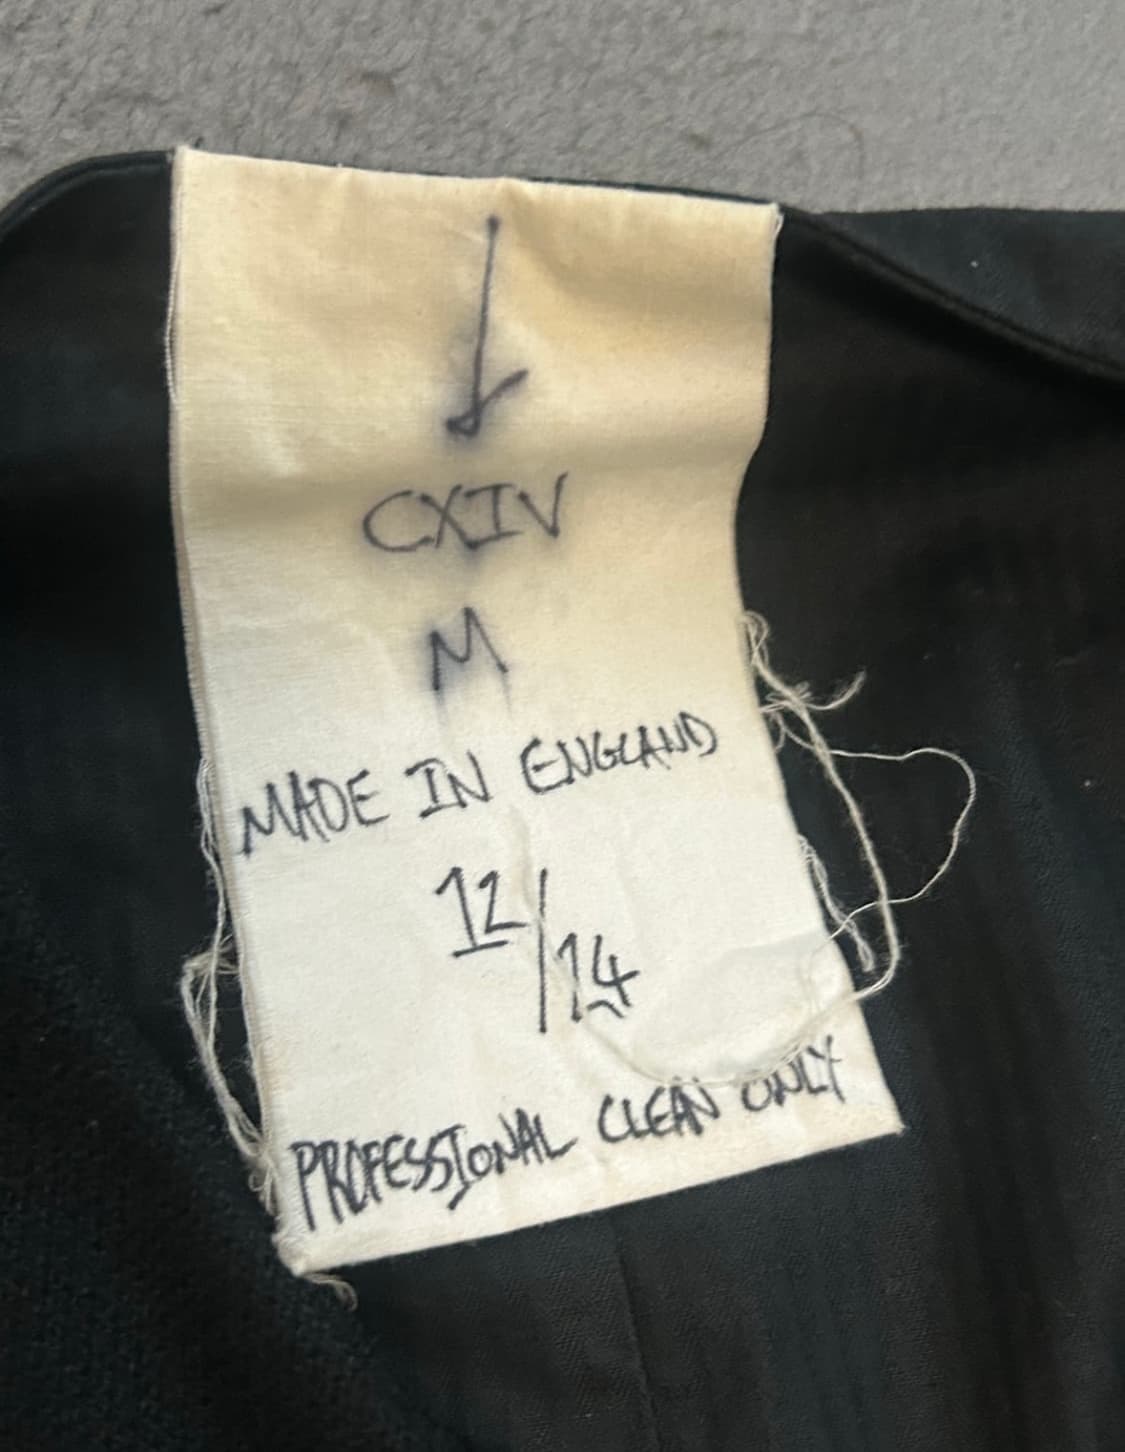 CXIV
M
MADE IN ENGLAND
12/14
PROFESSIONAL CLEAN ONLY